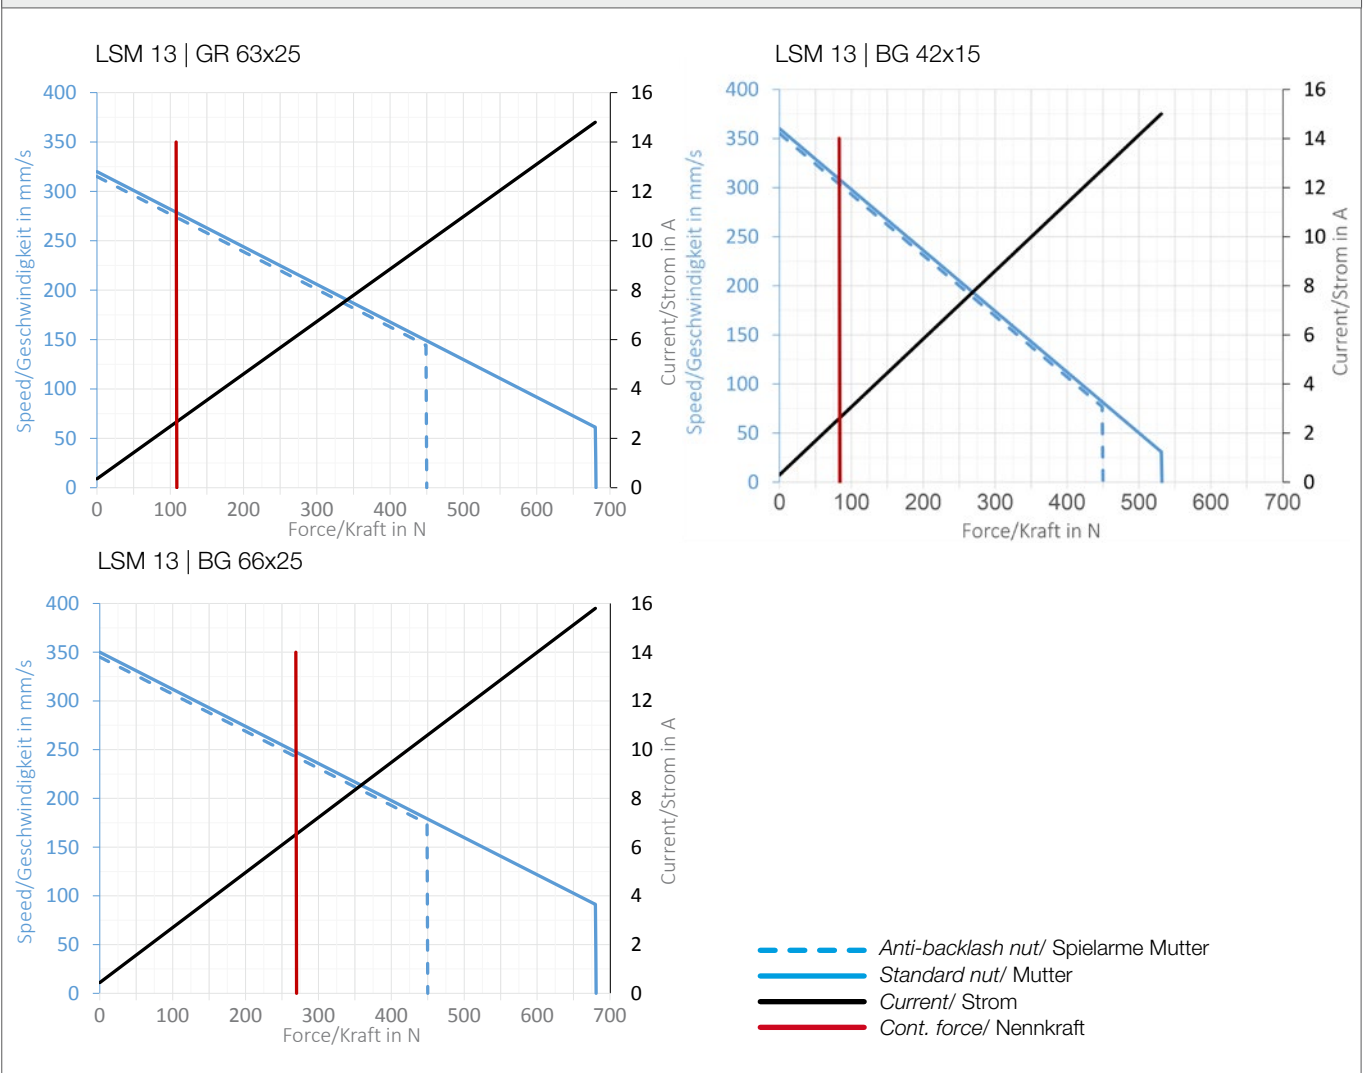 LSM 13 | GR 63x25
400
350
300
250
200
150
100
50
0
Speed/Geschwindigkeit in mm/s
16
14
12
10
8
6
4
2
0
Current/Strom in A
0 100 200 300 400 500 600 700
Force/Kraft in N
LSM 13 | BG 42x15
400
350
300
250
200
150
100
50
0
Speed/Geschwindigkeit in mm/s
16
14
12
10
8
6
4
2
0
Current/Strom in A
0 100 200 300 400 500 600 700
Force/Kraft in N
LSM 13 | BG 66x25
400
350
300
250
200
150
100
50
0
Speed/Geschwindigkeit in mm/s
16
14
12
10
8
6
4
2
0
Current/Strom in A
0 100 200 300 400 500 600 700
Force/Kraft in N
Anti-backlash nut/ Spielarme Mutter
Standard nut/ Mutter
Current/ Strom
Cont. force/ Nennkraft